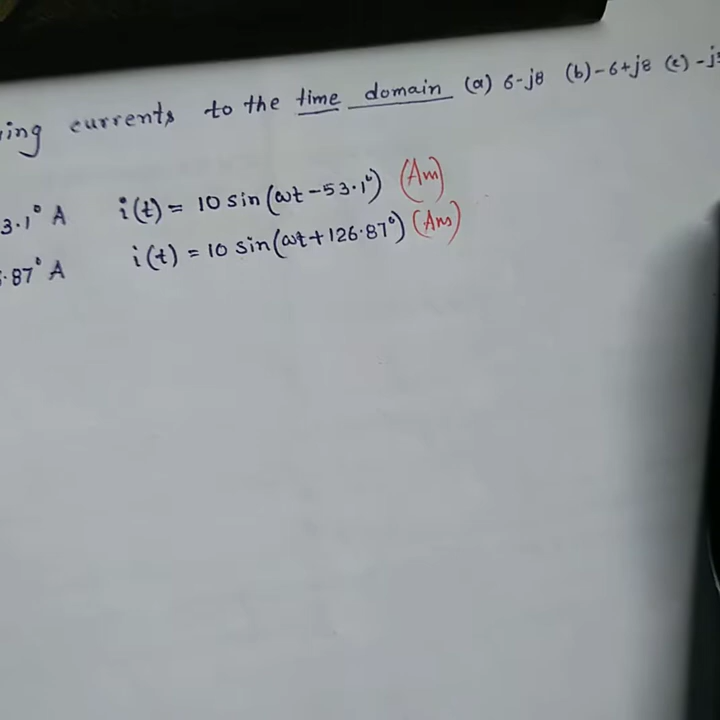 ing currents to the time domain (a) 6-j8 (b) -6+j8 (c) -j5
3.1° A i(t) = 10 sin(ωt-53.1°) (Am)
.87° A i(t) = 10 sin(ωt+126.87°) (Am)